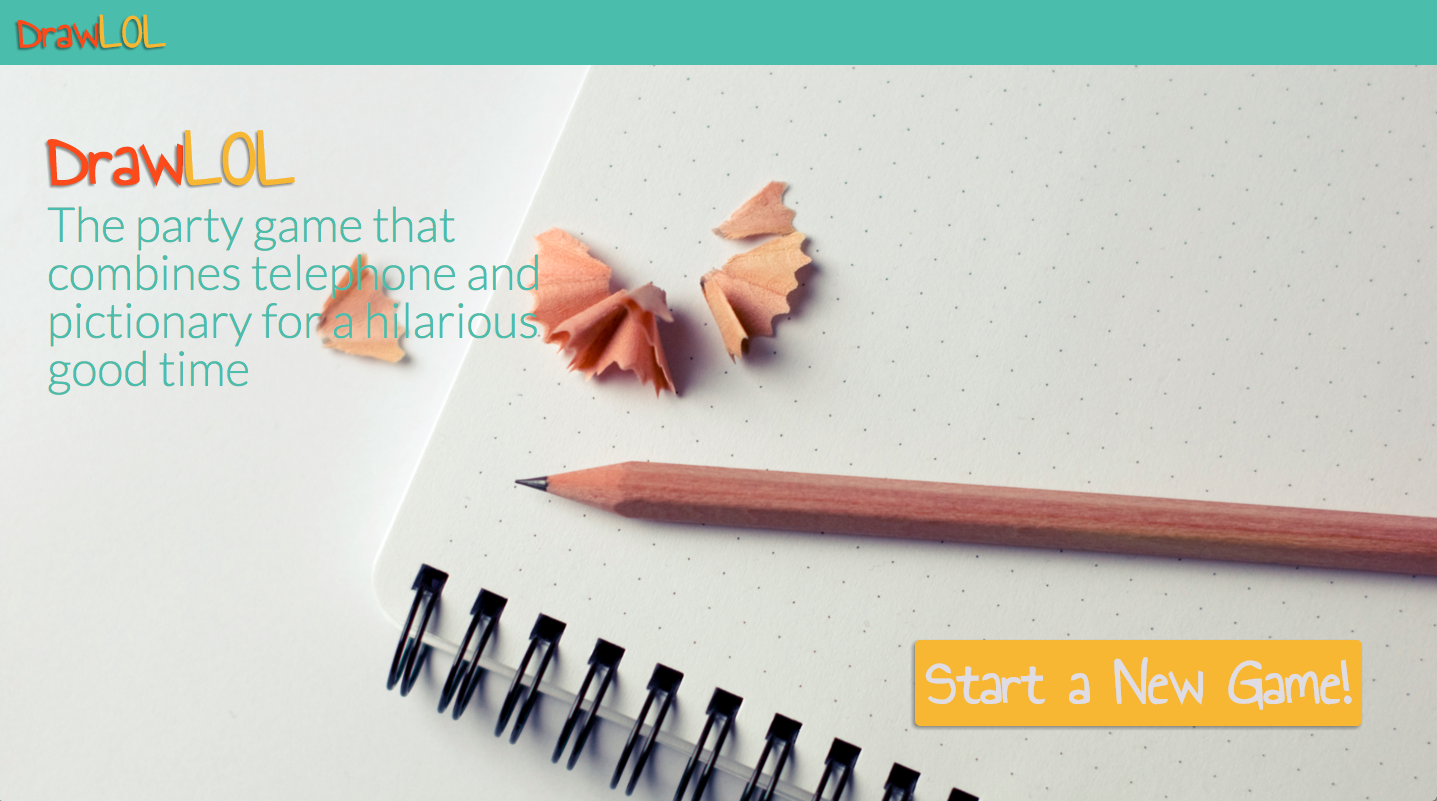 DrawLOL
DrawLOL
The party game that
combines telephone and
pictionary for a hilarious
good time
Start a New Game!